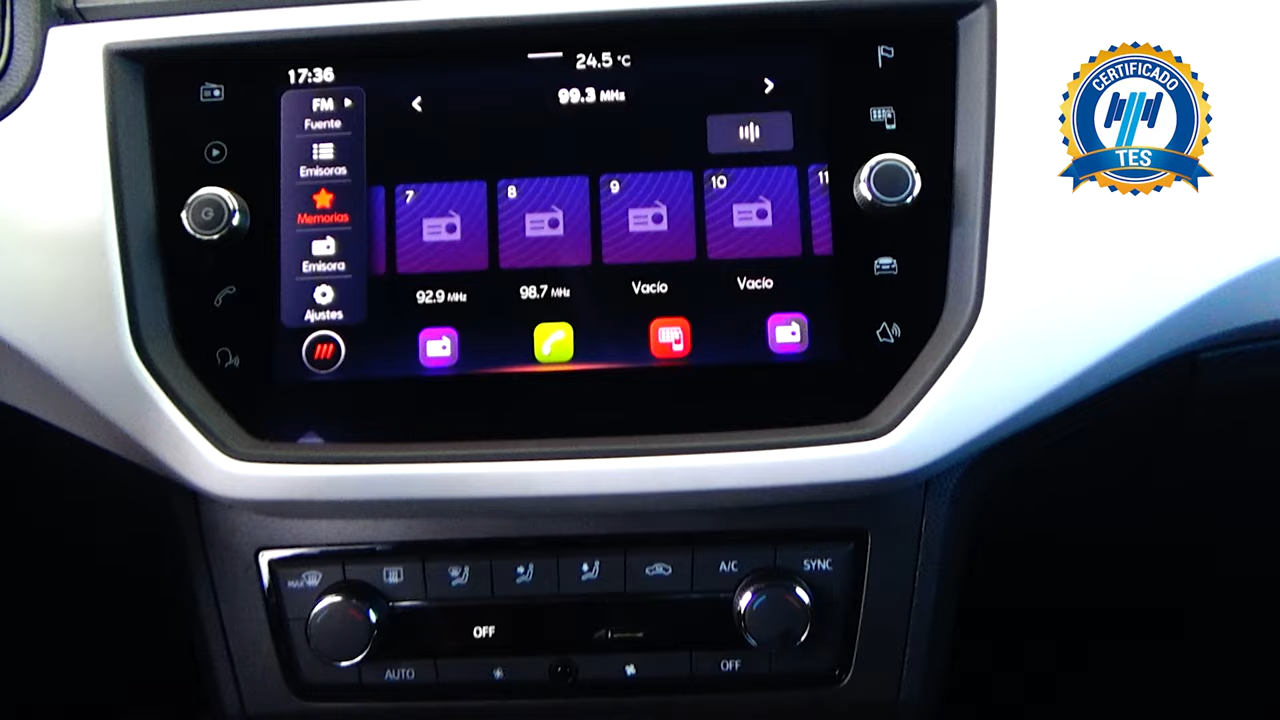 17:36
24.5 °C
99.3 MHz
FM
Fuente
Emisoras
Memorias
Emisora
Ajustes
7
8
9
10
11
92.9 MHz
98.7 MHz
Vacío
Vacío
MAX
A/C
SYNC
OFF
AUTO
OFF
CERTIFICADO
TES